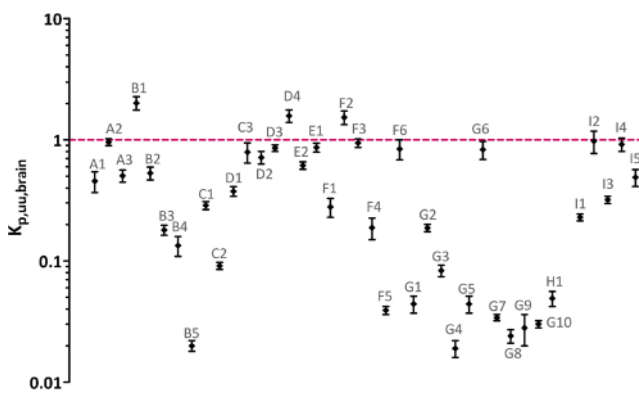 10
B1
D4
F2
A2
C3
D3
E1
F3
F6
G6
I2
I4
1
A1
A3
B2
D2
E2
I5
C1
D1
F1
I3
B3
B4
F4
G2
I1
C2
G3
0.1
F5
G1
G5
H1
B5
G4
G7
G8
G9
G10
0.01
Kp,uu,brain